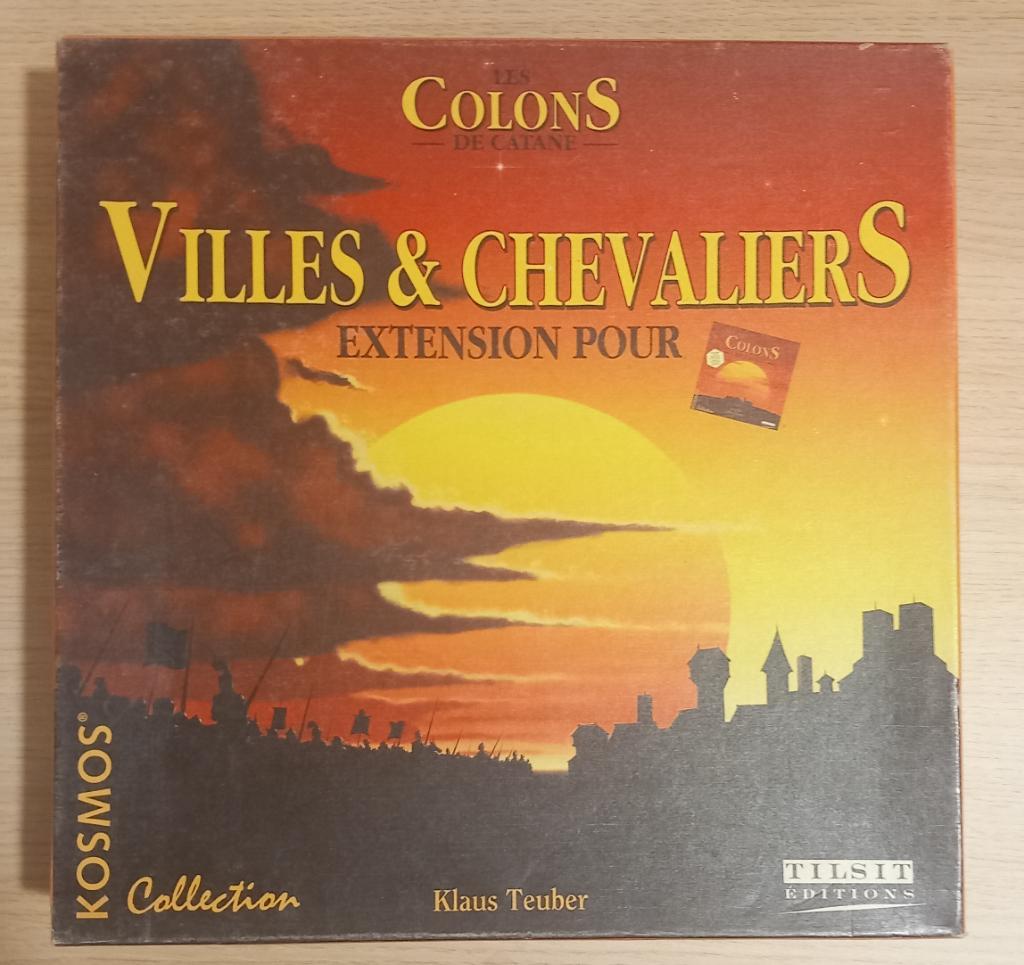 LES
COLONS
DE CATANE
VILLES & CHEVALIERS
EXTENSION POUR
COLONS
KOSMOS®
Collection
Klaus Teuber
TILSIT
ÉDITIONS